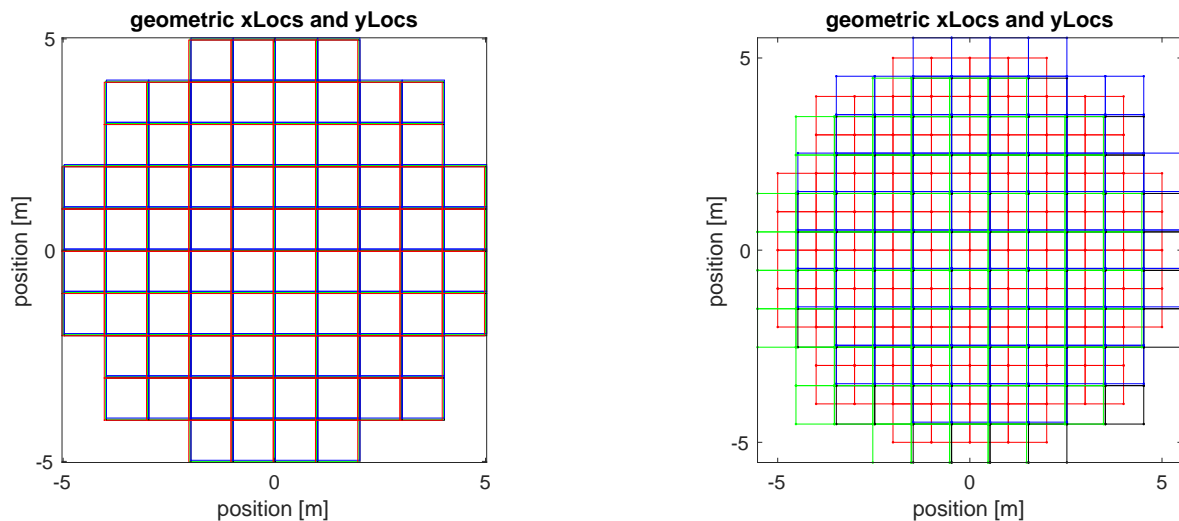 geometric xLocs and yLocs
5
0
-5
position [m]
-5 0 5
position [m]
geometric xLocs and yLocs
5
0
-5
position [m]
-5 0 5
position [m]